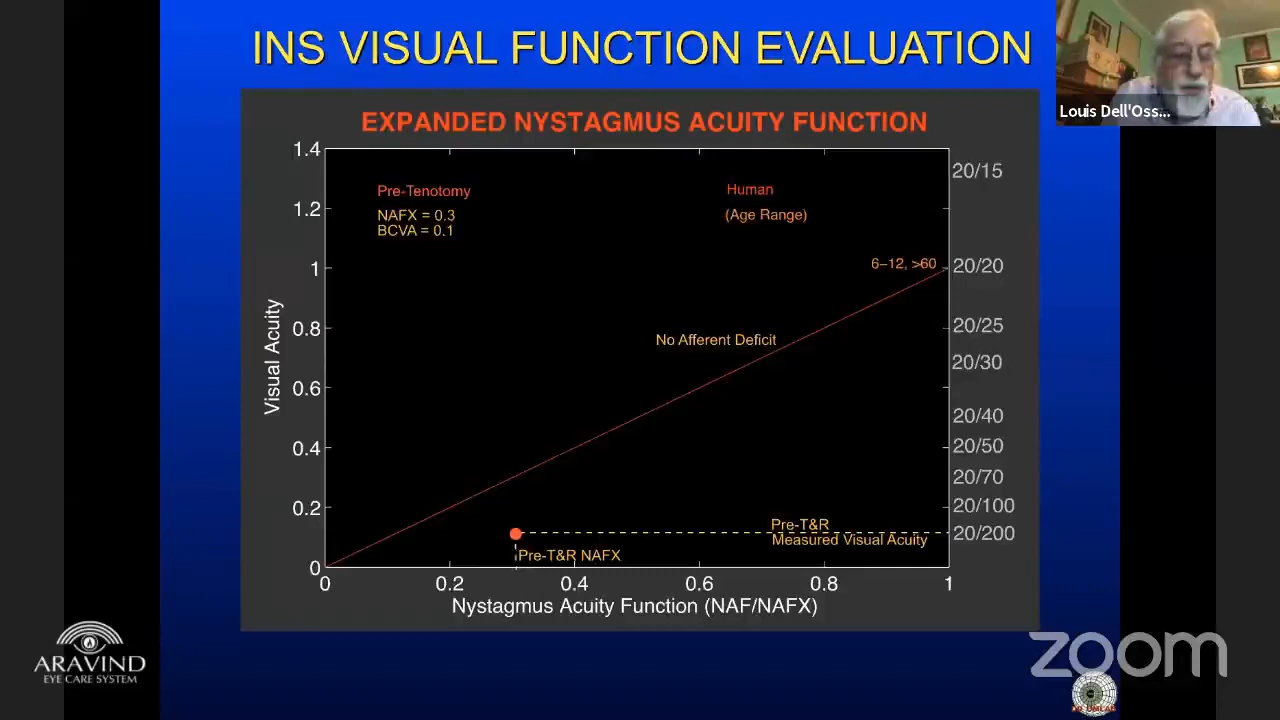 INS VISUAL FUNCTION EVALUATION
Louis Dell'Oss...
EXPANDED NYSTAGMUS ACUITY FUNCTION
1.4
1.2
1
0.8
0.6
0.4
0.2
0
Visual Acuity
Pre-Tenotomy
NAFX = 0.3
BCVA = 0.1
Human
(Age Range)
6–12, >60
No Afferent Deficit
Pre-T&R
Measured Visual Acuity
Pre-T&R NAFX
20/15
20/20
20/25
20/30
20/40
20/50
20/70
20/100
20/200
0 0.2 0.4 0.6 0.8 1
Nystagmus Acuity Function (NAF/NAFX)
ARAVIND
EYE CARE SYSTEM
zoom